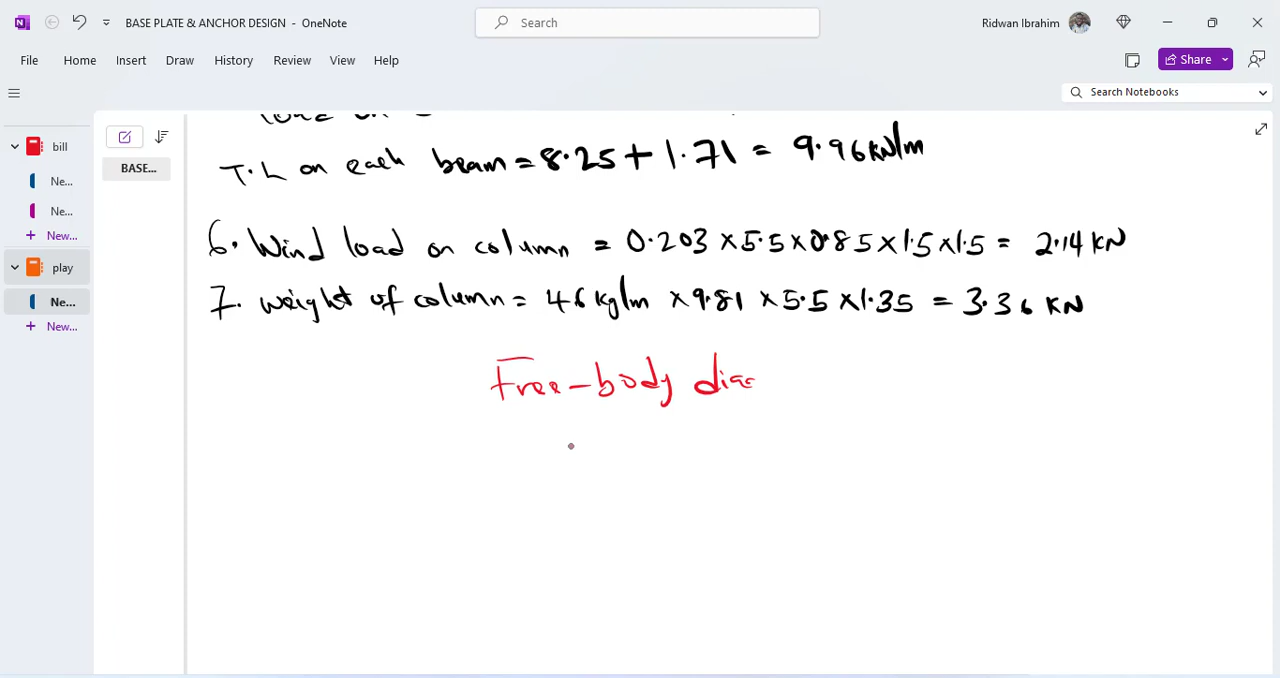 BASE PLATE & ANCHOR DESIGN - OneNote
Search
Ridwan Ibrahim
File Home Insert Draw History Review View Help
Share
Search Notebooks
bill
Ne...
Ne...
+ New...
play
Ne...
+ New...
BASE...
load on
T.L on each beam = 8.25 + 1.71 = 9.96 kN/m
6. Wind load on column = 0.203 × 5.5 × 0.85 × 1.5 × 1.5 = 2.14 kN
7. weight of column = 46 kg/m × 9.81 × 5.5 × 1.35 = 3.36 kN
Free-body diag